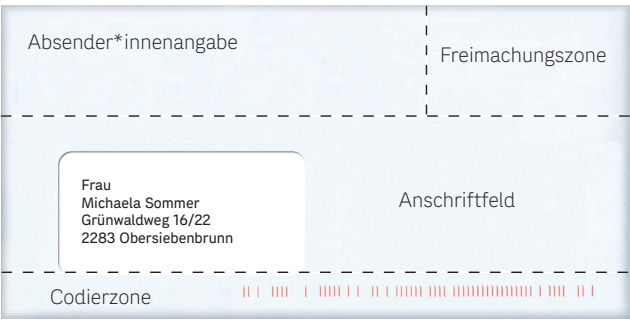 Absender*innenangabe
Freimachungszone
Frau
Michaela Sommer
Grünwaldweg 16/22
2283 Obersiebenbrunn
Anschriftfeld
Codierzone